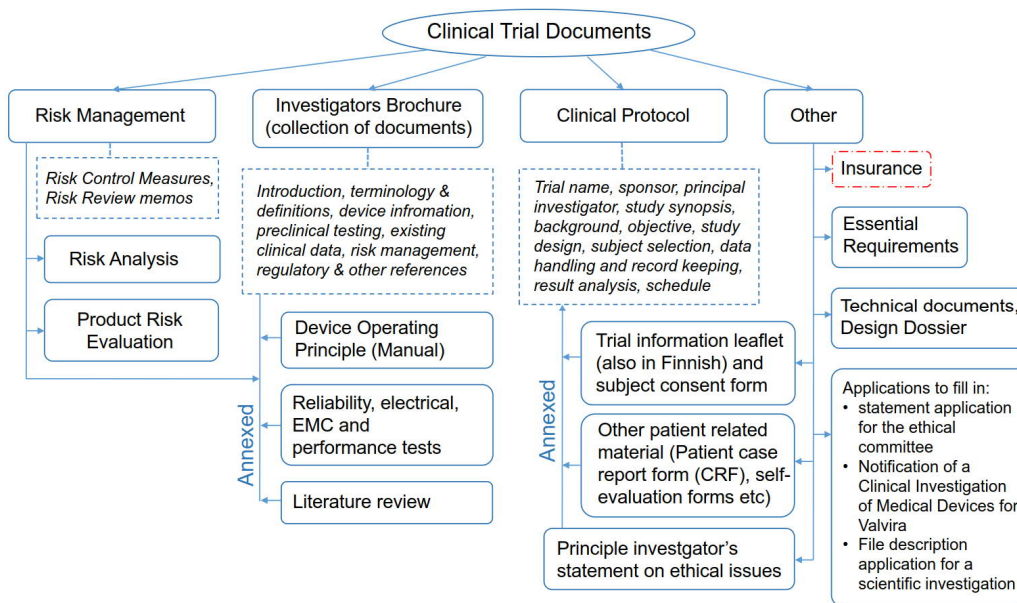 Clinical Trial Documents
Risk Management
Investigators Brochure
(collection of documents)
Clinical Protocol
Other
Risk Control Measures,
Risk Review memos
Risk Analysis
Product Risk
Evaluation
Introduction, terminology &
definitions, device infromation,
preclinical testing, existing
clinical data, risk management,
regulatory & other references
Annexed
Device Operating
Principle (Manual)
Reliability, electrical,
EMC and
performance tests
Literature review
Trial name, sponsor, principal
investigator, study synopsis,
background, objective, study
design, subject selection, data
handling and record keeping,
result analysis, schedule
Annexed
Trial information leaflet
(also in Finnish) and
subject consent form
Other patient related
material (Patient case
report form (CRF), self-
evaluation forms etc)
Principle investgator's
statement on ethical issues
Insurance
Essential
Requirements
Technical documents,
Design Dossier
Applications to fill in:
• statement application
for the ethical
committee
• Notification of a
Clinical Investigation
of Medical Devices for
Valvira
• File description
application for a
scientific investigation